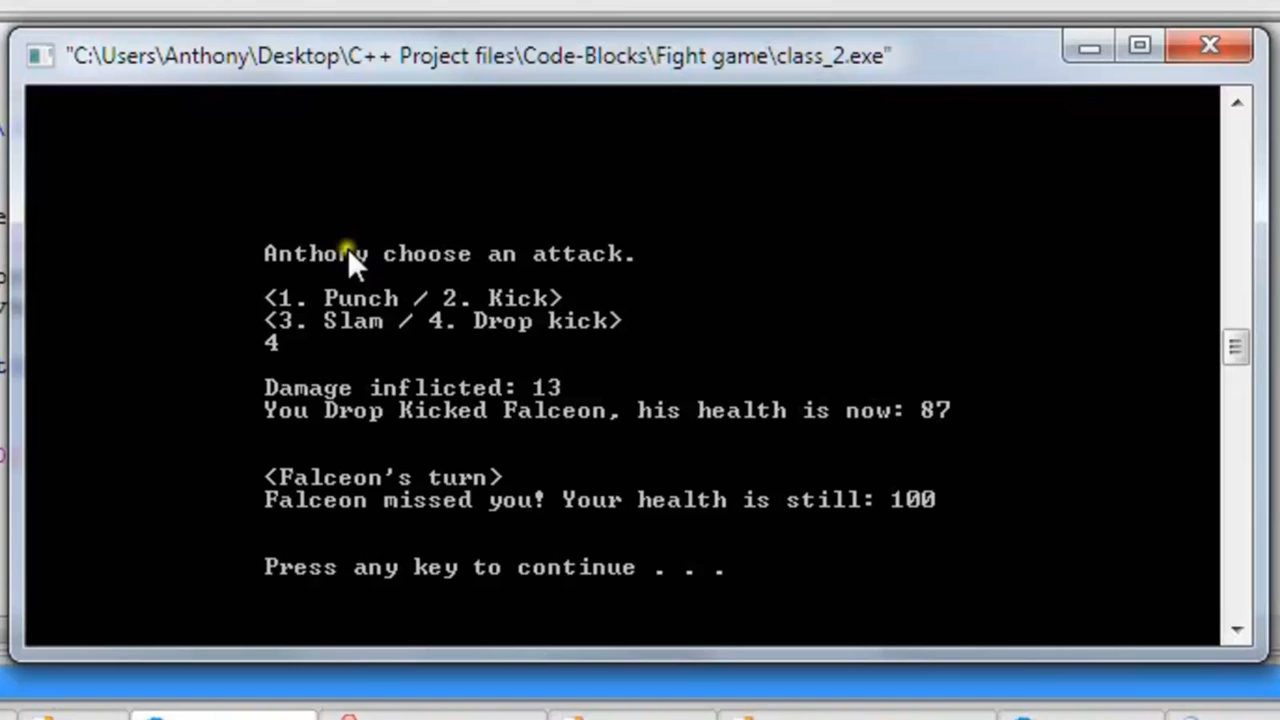 "C:\Users\Anthony\Desktop\C++ Project files\Code-Blocks\Fight game\class_2.exe"
Anthony choose an attack.
<1. Punch / 2. Kick>
<3. Slam / 4. Drop kick>
4
Damage inflicted: 13
You Drop Kicked Falceon, his health is now: 87
<Falceon's turn>
Falceon missed you! Your health is still: 100
Press any key to continue . . .